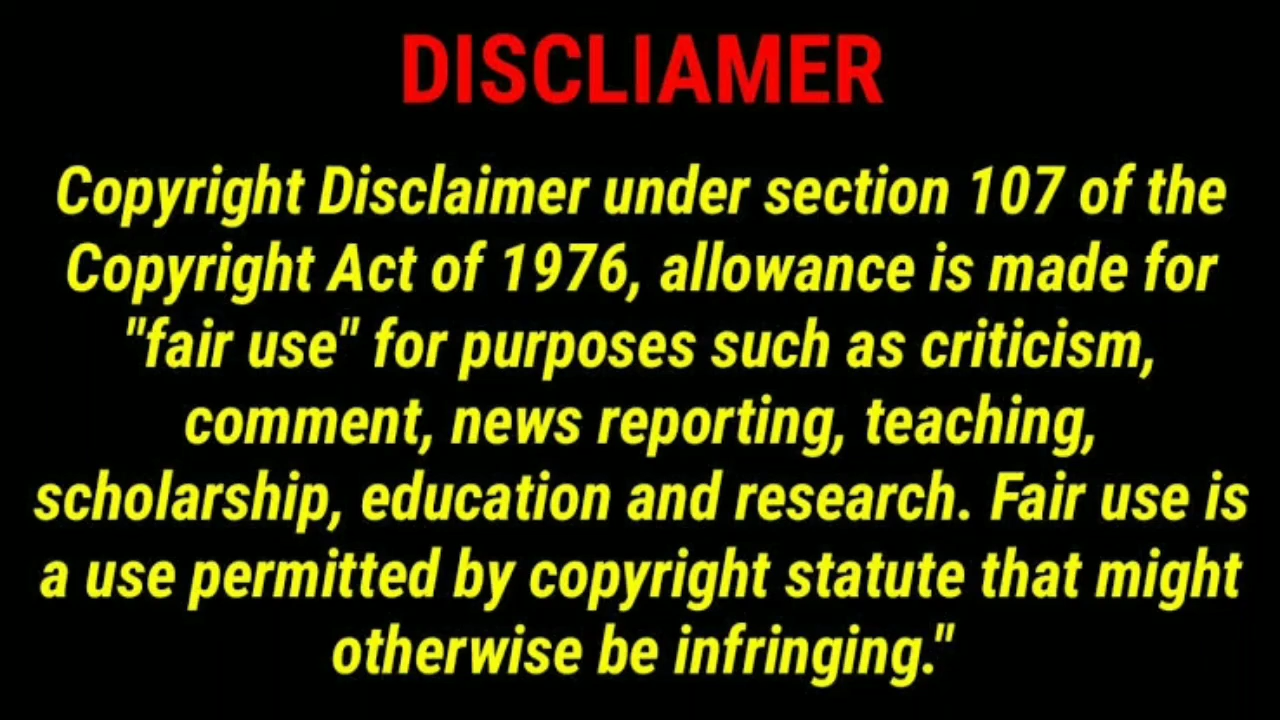 DISCLIAMER
Copyright Disclaimer under section 107 of the
Copyright Act of 1976, allowance is made for
"fair use" for purposes such as criticism,
comment, news reporting, teaching,
scholarship, education and research. Fair use is
a use permitted by copyright statute that might
otherwise be infringing."